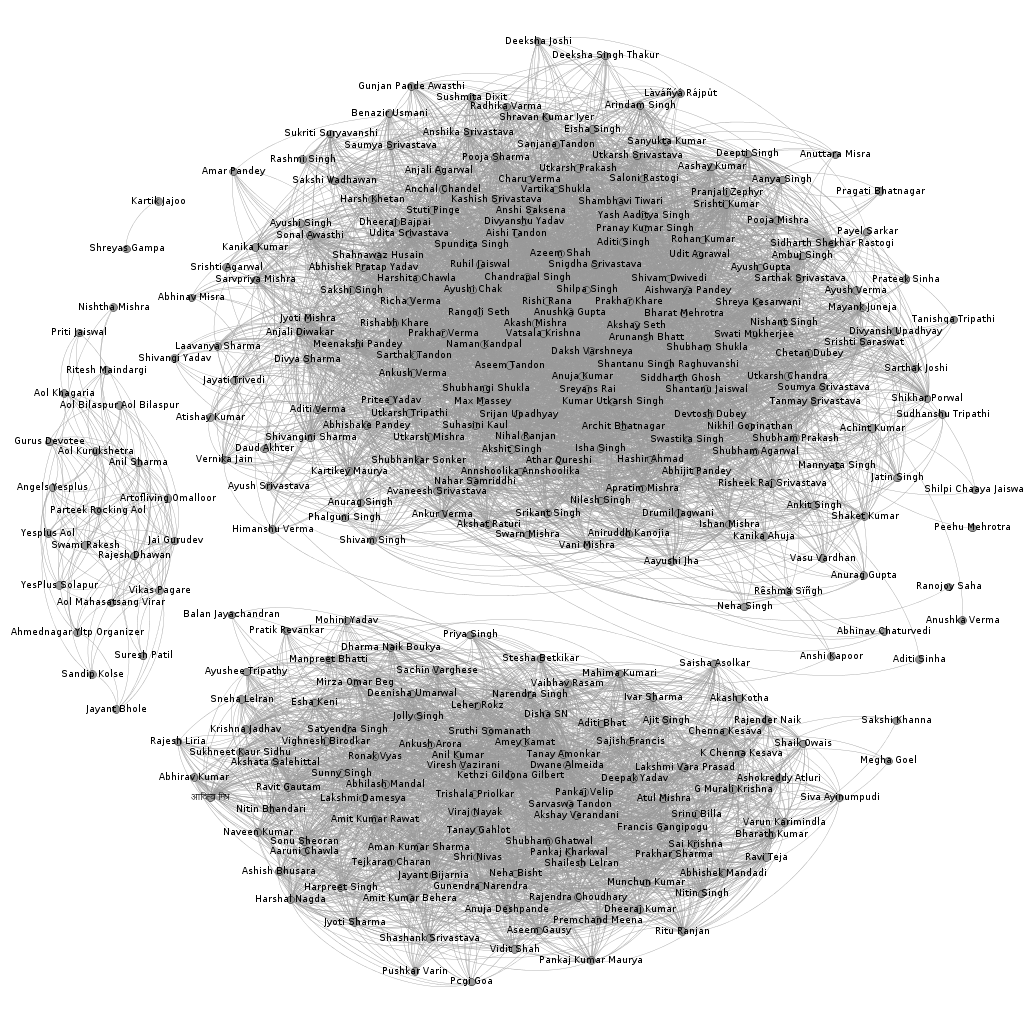 Deeksha Joshi
Deeksha Singh Thakur
Gunjan Pande Awasthi
Sushmita Dixit
Láváñyá Rájpùt
Radhika Varma
Arindam Singh
Benazir Usmani
Shravan Kumar Iyer
Eisha Singh
Sukriti Suryavanshi
Anshika Srivastava
Saumya Srivastava
Sanjana Tandon
Sanyukta Kumar
Rashmi Singh
Pooja Sharma
Utkarsh Srivastava
Deepti Singh
Anuttara Misra
Amar Pandey
Anjali Agarwal
Utkarsh Prakash
Aashay Kumar
Sakshi Wadhawan
Charu Verma
Saloni Rastogi
Aanya Singh
Kartik Jajoo
Harsh Khetan
Anchal Chandel
Vartika Shukla
Pranjali Zephyr
Pragati Bhatnagar
Kashish Srivastava
Shambhavi Tiwari
Srishti Kumar
Stuti Pinge
Anshi Saksena
Yash Aaditya Singh
Ayushi Singh
Dheeraj Bajpai
Divyanshu Yadav
Pooja Mishra
Sonal Awasthi
Udita Srivastava
Aishi Tandon
Pranay Kumar Singh
Payel Sarkar
Shreyas Gampa
Kanika Kumar
Spundita Singh
Aditi Singh
Rohan Kumar
Sidharth Shekhar Rastogi
Shahnawaz Husain
Azeem Shah
Udit Agrawal
Ambuj Singh
Srishti Agarwal
Abhishek Pratap Yadav
Ruhil Jaiswal
Snigdha Srivastava
Ayush Gupta
Sarvpriya Mishra
Harshita Chawla
Chandrapal Singh
Shivam Dwivedi
Sarthak Srivastava
Prateek Sinha
Sakshi Singh
Ayushi Chak
Shilpa Singh
Aishwarya Pandey
Ayush Verma
Abhinav Misra
Richa Verma
Rishi Rana
Prakhar Khare
Shreya Kesarwani
Nishtha Mishra
Rangoli Seth
Anushka Gupta
Bharat Mehrotra
Mayank Juneja
Jyoti Mishra
Rishabh Khare
Akash Mishra
Akshay Seth
Nishant Singh
Tanishqa Tripathi
Priti Jaiswal
Anjali Diwakar
Prakhar Verma
Vatsala Krishna
Arunansh Bhatt
Swati Mukherjee
Divyansh Upadhyay
Laavanya Sharma
Meenakshi Pandey
Naman Kandpal
Shubham Shukla
Srishti Saraswat
Shivangi Yadav
Divya Sharma
Sarthak Tandon
Daksh Varshneya
Chetan Dubey
Ritesh Maindargi
Ankush Verma
Aseem Tandon
Shantanu Singh Raghuvanshi
Sarthak Joshi
Jayati Trivedi
Anuja Kumar
Siddharth Ghosh
Utkarsh Chandra
Aol Khagaria
Shubhangi Shukla
Sreyans Rai
Shantanu Jaiswal
Soumya Srivastava
Shikhar Porwal
Aol Bilaspur Aol Bilaspur
Aditi Verma
Pritee Yadav
Max Massey
Kumar Utkarsh Singh
Tanmay Srivastava
Atishay Kumar
Utkarsh Tripathi
Srijan Upadhyay
Devtosh Dubey
Sudhanshu Tripathi
Abhishake Pandey
Suhasini Kaul
Archit Bhatnagar
Nikhil Gopinathan
Achint Kumar
Gurus Devotee
Shivangini Sharma
Utkarsh Mishra
Nihal Ranjan
Swastika Singh
Shubham Prakash
Aol Kurukshetra
Daud Akhter
Akshit Singh
Isha Singh
Shubham Agarwal
Anil Sharma
Vernika Jain
Shubhankar Sonker
Athar Qureshi
Hashir Ahmad
Mannyata Singh
Kartikey Maurya
Annshoolika Annshoolika
Abhijit Pandey
Jatin Singh
Angels Yesplus
Ayush Srivastava
Nahar Samriddhi
Risheek Raj Srivastava
Shilpi Chaaya Jaiswa
Artofliving Omalloor
Avaneesh Srivastava
Apratim Mishra
Parteek Rocking Aol
Anurag Singh
Nilesh Singh
Ankit Singh
Phalguni Singh
Ankur Verma
Srikant Singh
Drumil Jagwani
Shaket Kumar
Yesplus Aol
Himanshu Verma
Akshat Raturi
Ishan Mishra
Peehu Mehrotra
Swami Rakesh
Jai Gurudev
Shivam Singh
Swarn Mishra
Aniruddh Kanojia
Kanika Ahuja
Rajesh Dhawan
Vani Mishra
Aayushi Jha
Vasu Vardhan
YesPlus Solapur
Vikas Pagare
Rêshmä Sïñgh
Anurag Gupta
Ranojoy Saha
Aol Mahasatsang Virar
Neha Singh
Balan Jayachandran
Mohini Yadav
Anushka Verma
Ahmednagar Yltp Organizer
Pratik Revankar
Priya Singh
Abhinav Chaturvedi
Suresh Patil
Dharma Naik Boukya
Manpreet Bhatti
Stesha Betkikar
Anshi Kapoor
Aditi Sinha
Sandip Kolse
Ayushee Tripathy
Sachin Varghese
Mahima Kumari
Saisha Asolkar
Mirza Omar Beg
Vaibhav Rasam
Jayant Bhole
Sneha Lelran
Esha Keni
Deenisha Umarwal
Narendra Singh
Ivar Sharma
Akash Kotha
Leher Rokz
Jolly Singh
Disha SN
Aditi Bhat
Ajit Singh
Rajender Naik
Sakshi Khanna
Krishna Jadhav
Satyendra Singh
Sruthi Somanath
Chenna Kesava
Rajesh Liria
Vighnesh Birodkar
Ankush Arora
Amey Kamat
Sajish Francis
Shaik Owais
Sukhneet Kaur Sidhu
Ronak Vyas
Anil Kumar
Tanay Amonkar
K Chenna Kesava
Megha Goel
Akshata Salehittal
Viresh Vazirani
Dwane Almeida
Lakshmi Vara Prasad
Abhirav Kumar
Sunny Singh
Kethzi Gildona Gilbert
Deepak Yadav
Ashokreddy Atluri
Ravit Gautam
Abhilash Mandal
Trishala Priolkar
Pankaj Velip
G Murali Krishna
Siva Ayinumpudi
Nitin Bhandari
Lakshmi Damesya
Sarvaswa Tandon
Atul Mishra
Viraj Nayak
Akshay Verandani
Srinu Billa
Amit Kumar Rawat
Varun Karimindla
Naveen Kumar
Tanay Gahlot
Francis Gangipogu
Bharath Kumar
Sonu Sheoran
Aman Kumar Sharma
Shubham Ghatwal
Sai Krishna
Aaruni Chawla
Shri Nivas
Pankaj Kharkwal
Prakhar Sharma
Ravi Teja
Tejkaran Charan
Shailesh Lelran
Ashish Bhusara
Jayant Bijarnia
Neha Bisht
Abhishek Mandadi
Harpreet Singh
Gunendra Narendra
Munchun Kumar
Nitin Singh
Harshal Nagda
Amit Kumar Behera
Rajendra Choudhary
Anuja Deshpande
Dheeraj Kumar
Jyoti Sharma
Premchand Meena
Shashank Srivastava
Aseem Gausy
Ritu Ranjan
Vidit Shah
Pankaj Kumar Maurya
Pushkar Varin
Pcgi Goa